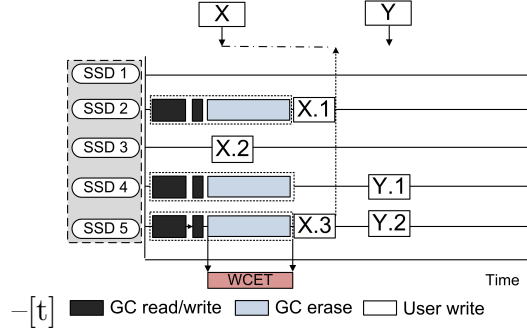 X Y
SSD 1
SSD 2 X.1
SSD 3 X.2
SSD 4 Y.1
SSD 5 X.3 Y.2
WCET Time
–[t] GC read/write GC erase User write